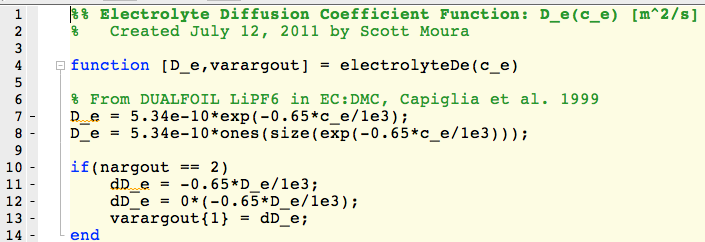 1 %% Electrolyte Diffusion Coefficient Function: D_e(c_e) [m^2/s]
2 % Created July 12, 2011 by Scott Moura
3
4 function [D_e,varargout] = electrolyteDe(c_e)
5
6 % From DUALFOIL LiPF6 in EC:DMC, Capiglia et al. 1999
7 - D_e = 5.34e-10*exp(-0.65*c_e/1e3);
8 - D_e = 5.34e-10*ones(size(exp(-0.65*c_e/1e3)));
9
10 - if(nargout == 2)
11 - dD_e = -0.65*D_e/1e3;
12 - dD_e = 0*(-0.65*D_e/1e3);
13 - varargout{1} = dD_e;
14 - end